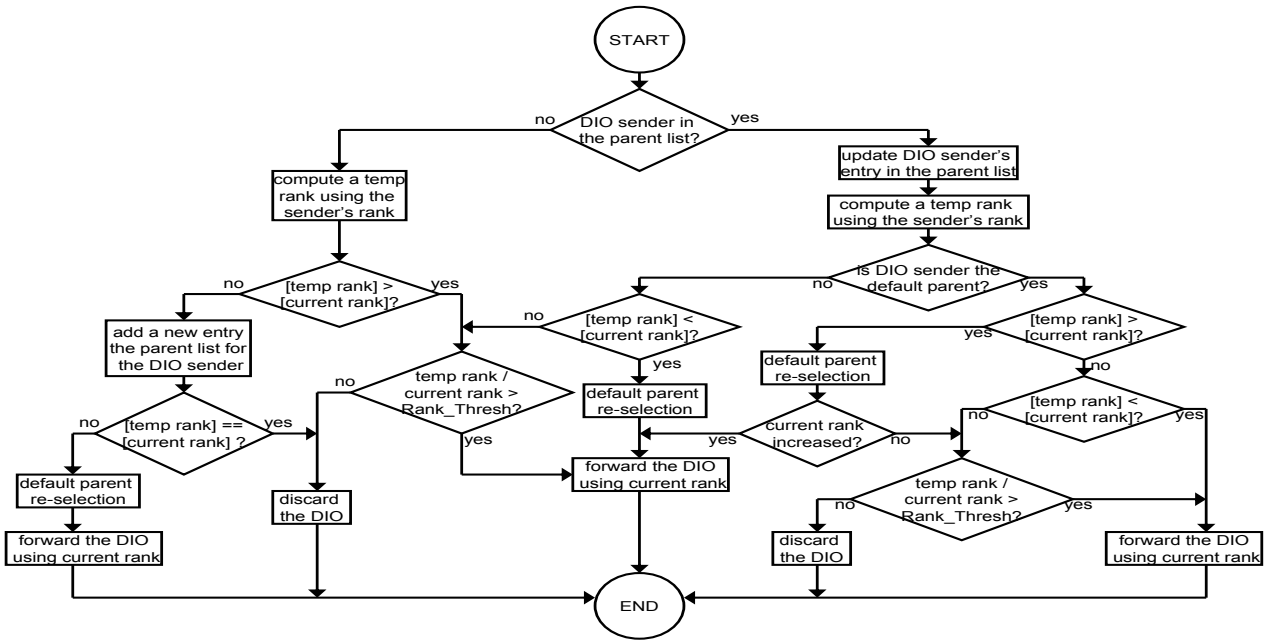 START
DIO sender in
the parent list?
no
yes
compute a temp
rank using the
sender's rank
update DIO sender's
entry in the parent list
compute a temp rank
using the sender's rank
[temp rank] >
[current rank]?
no
yes
is DIO sender the
default parent?
no
yes
add a new entry
the parent list for
the DIO sender
[temp rank] <
[current rank]?
no
yes
[temp rank] >
[current rank]?
yes
no
temp rank /
current rank >
Rank_Thresh?
no
yes
default parent
re-selection
default parent
re-selection
[temp rank] <
[current rank]?
no
yes
[temp rank] ==
[current rank] ?
no
yes
current rank
increased?
yes
no
default parent
re-selection
discard
the DIO
forward the DIO
using current rank
temp rank /
current rank >
Rank_Thresh?
no
yes
forward the DIO
using current rank
discard
the DIO
forward the DIO
using current rank
END